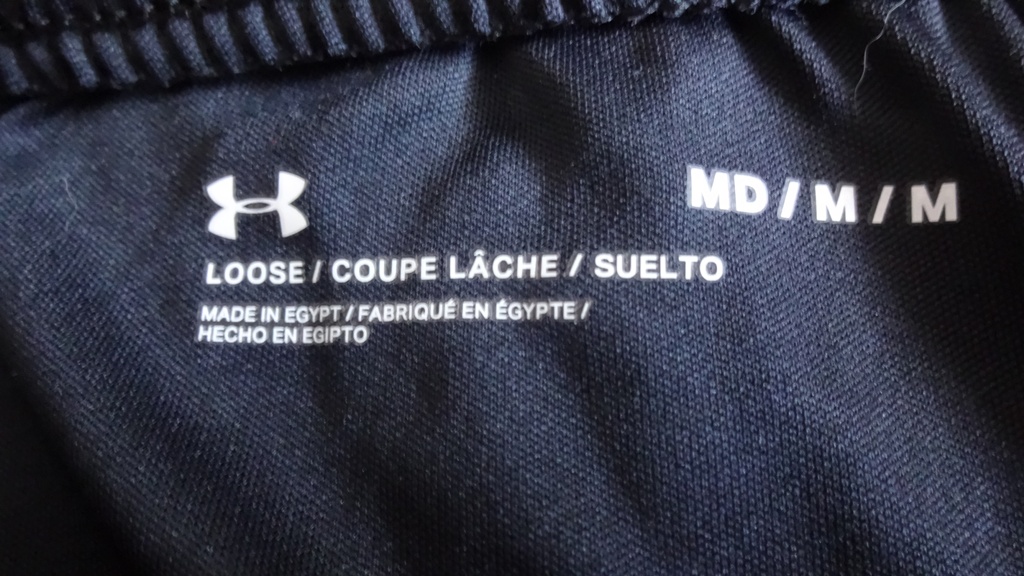 MD / M / M
LOOSE / COUPE LÂCHE / SUELTO
MADE IN EGYPT / FABRIQUÉ EN ÉGYPTE /
HECHO EN EGIPTO